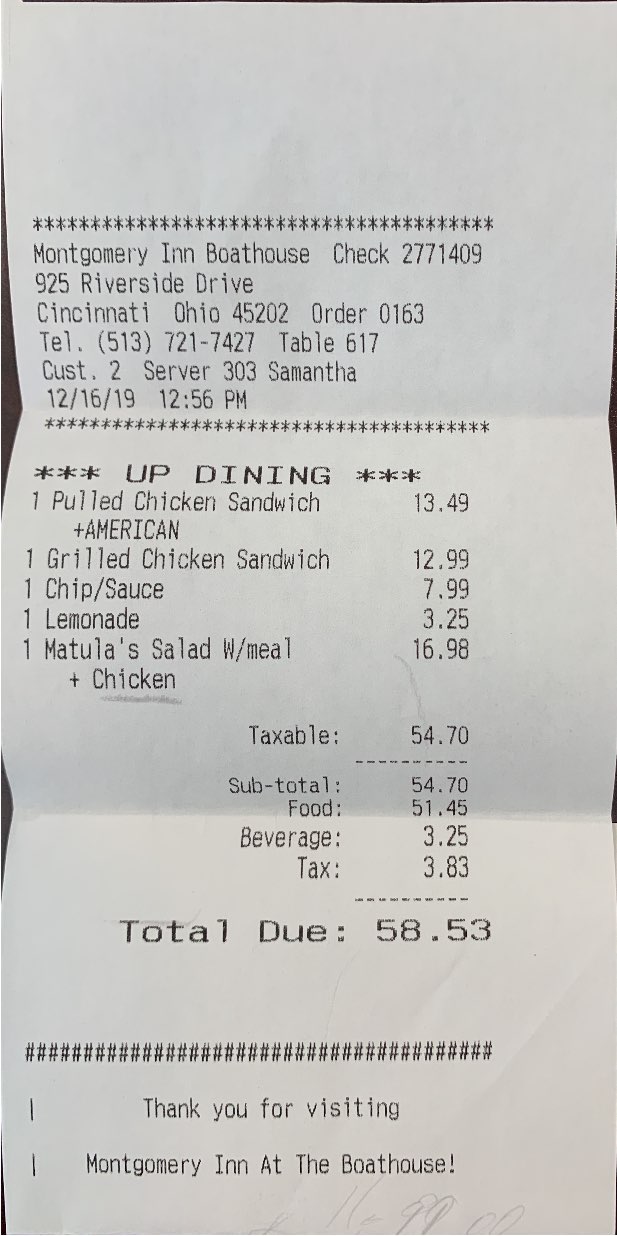 ****************************************
Montgomery Inn Boathouse Check 2771409
925 Riverside Drive
Cincinnati Ohio 45202 Order 0163
Tel. (513) 721-7427 Table 617
Cust. 2 Server 303 Samantha
12/16/19 12:56 PM
****************************************
*** UP DINING ***
1 Pulled Chicken Sandwich 13.49
+AMERICAN
1 Grilled Chicken Sandwich 12.99
1 Chip/Sauce 7.99
1 Lemonade 3.25
1 Matula's Salad W/meal 16.98
+ Chicken
Taxable: 54.70
----------
Sub-total: 54.70
Food: 51.45
Beverage: 3.25
Tax: 3.83
----------
Total Due: 58.53
########################################
| Thank you for visiting
| Montgomery Inn At The Boathouse!